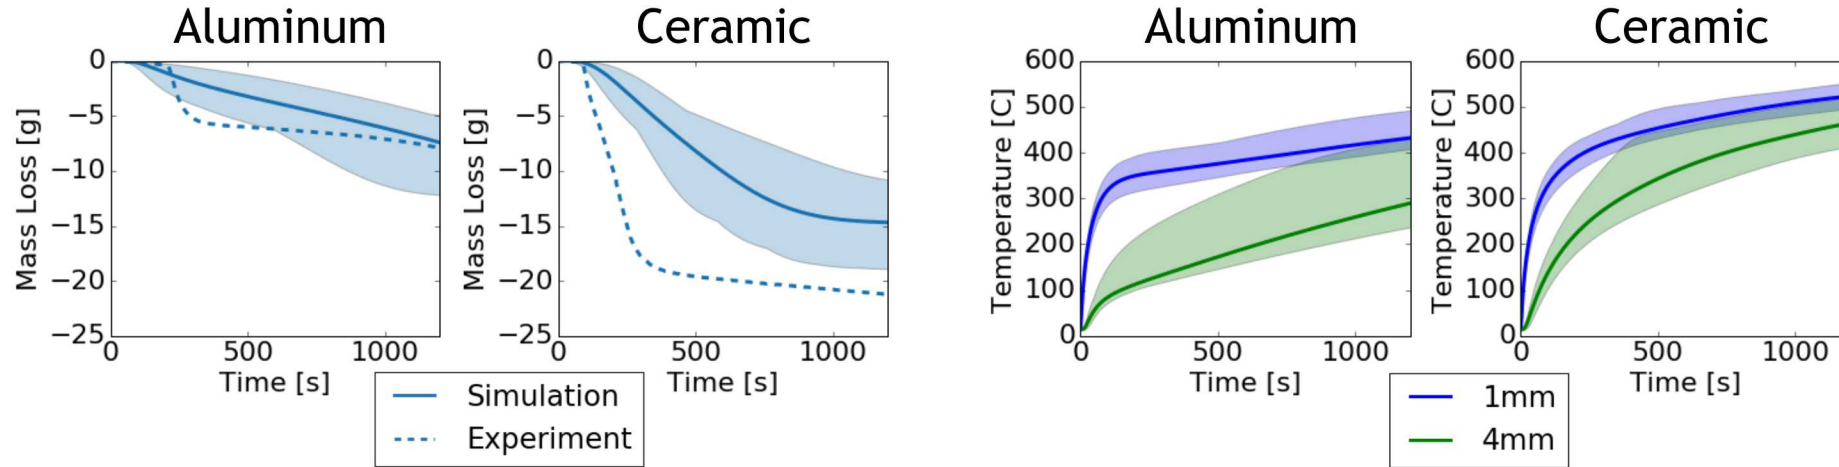 Aluminum
Ceramic
Aluminum
Ceramic
0
−5
−10
−15
−20
−25
Mass Loss [g]
0 500 1000
Time [s]
0
−5
−10
−15
−20
−25
Mass Loss [g]
0 500 1000
Time [s]
Simulation
Experiment
600
500
400
300
200
100
0
Temperature [C]
0 500 1000
Time [s]
600
500
400
300
200
100
0
Temperature [C]
0 500 1000
Time [s]
1mm
4mm